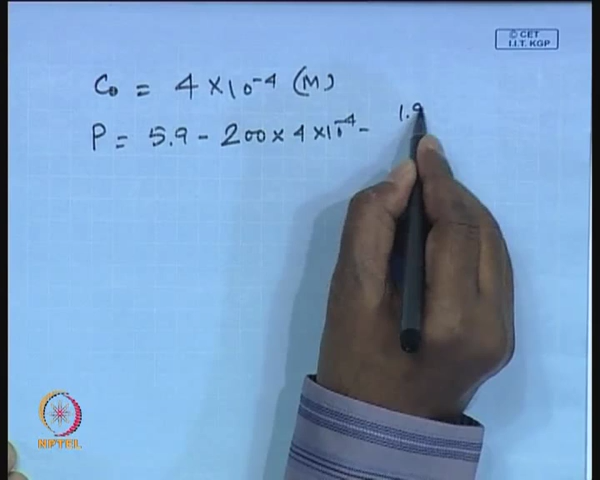 © CET
I.I.T. KGP
C₀ = 4 × 10⁻⁴ (M)
P = 5.9 - 200 × 4 × 10⁻⁴ - 1.9
NPTEL